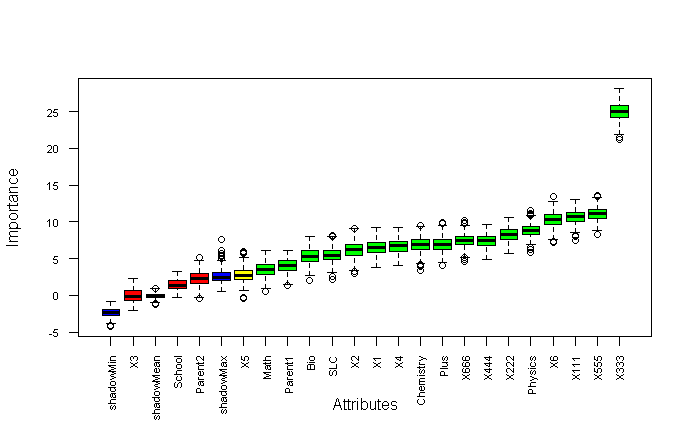 Importance
25
20
15
10
5
0
-5
shadowMin
X3
shadowMean
School
Parent2
shadowMax
X5
Math
Parent1
Bio
SLC
X2
X1
X4
Chemistry
Plus
X666
X444
X222
Physics
X6
X111
X555
X333
Attributes